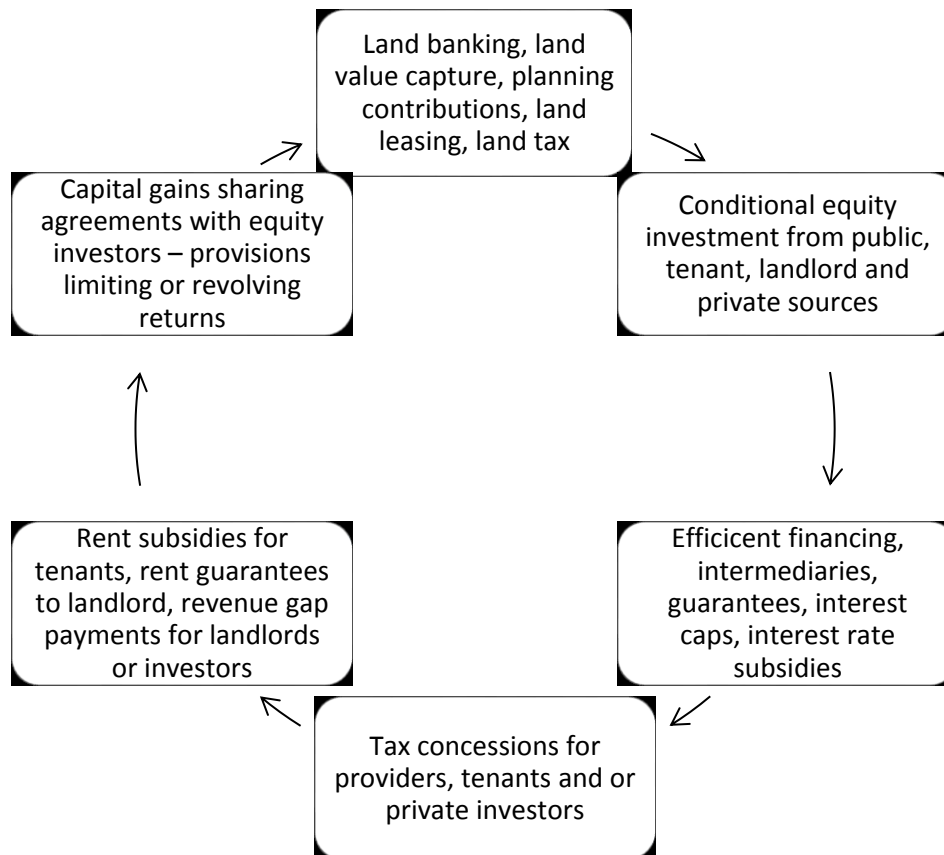 Land banking, land
value capture, planning
contributions, land
leasing, land tax
Conditional equity
investment from public,
tenant, landlord and
private sources
Efficicent financing,
intermediaries,
guarantees, interest
caps, interest rate
subsidies
Tax concessions for
providers, tenants and or
private investors
Rent subsidies for
tenants, rent guarantees
to landlord, revenue gap
payments for landlords
or investors
Capital gains sharing
agreements with equity
investors – provisions
limiting or revolving
returns